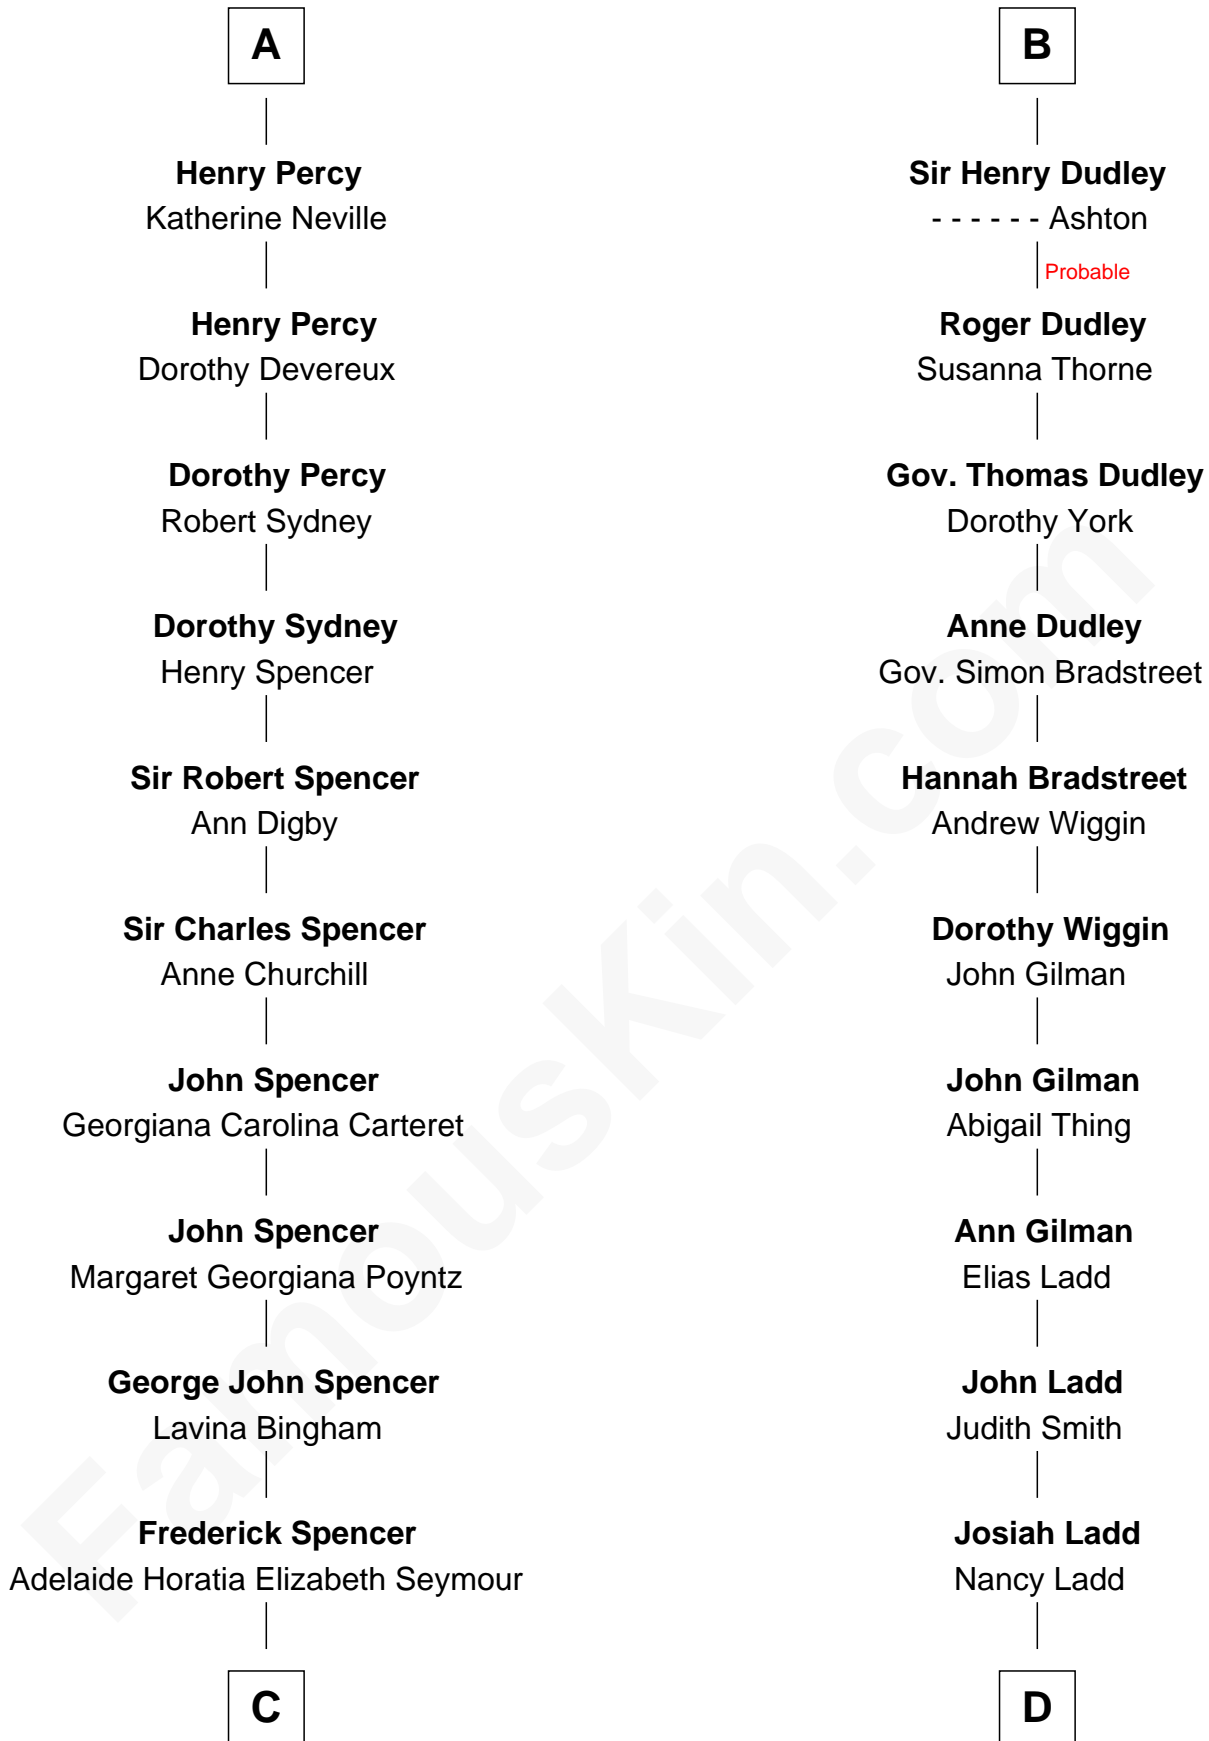 A
Henry Percy
Katherine Neville
Henry Percy
Dorothy Devereux
Dorothy Percy
Robert Sydney
Dorothy Sydney
Henry Spencer
Sir Robert Spencer
Ann Digby
Sir Charles Spencer
Anne Churchill
John Spencer
Georgiana Carolina Carteret
John Spencer
Margaret Georgiana Poyntz
George John Spencer
Lavina Bingham
Frederick Spencer
Adelaide Horatia Elizabeth Seymour
C
B
Sir Henry Dudley
- - - - - - Ashton
Probable
Roger Dudley
Susanna Thorne
Gov. Thomas Dudley
Dorothy York
Anne Dudley
Gov. Simon Bradstreet
Hannah Bradstreet
Andrew Wiggin
Dorothy Wiggin
John Gilman
John Gilman
Abigail Thing
Ann Gilman
Elias Ladd
John Ladd
Judith Smith
Josiah Ladd
Nancy Ladd
D
FamousKin.com